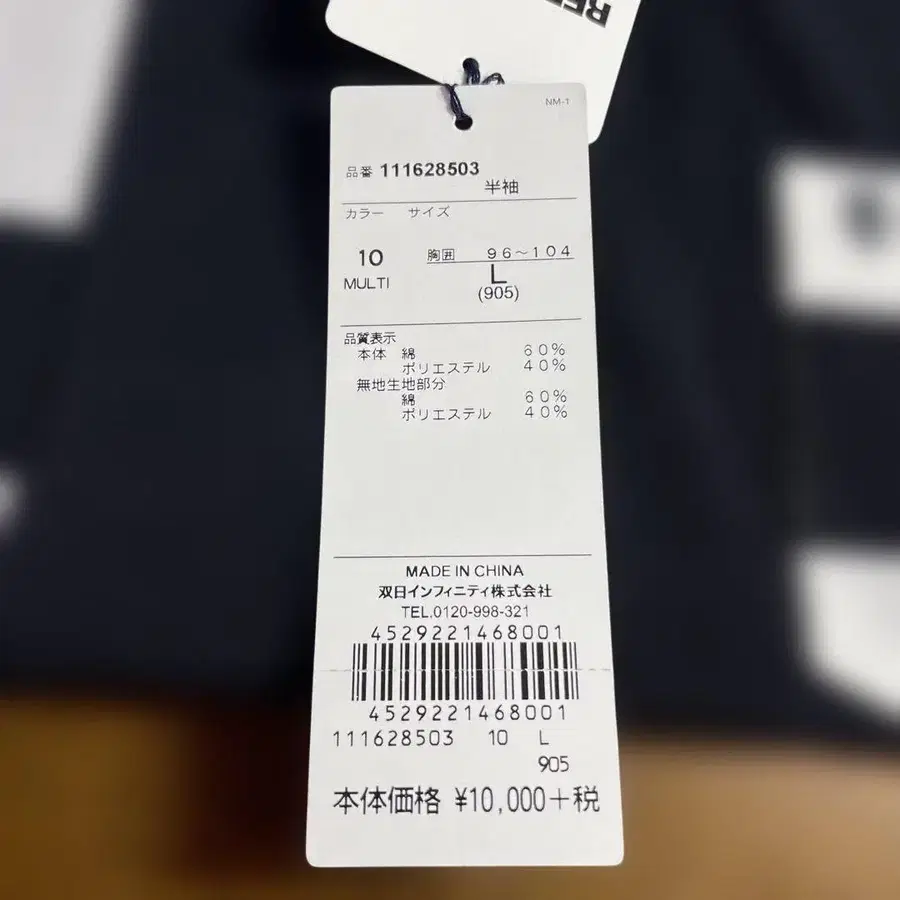 NM-1
品番 111628503
半袖
カラー サイズ
10 胸囲 96～104
MULTI L
(905)
品質表示
本体 綿 60%
ポリエステル 40%
無地生地部分
綿 60%
ポリエステル 40%
MADE IN CHINA
双日インフィニティ株式会社
TEL.0120-998-321
4529221468001
4529221468001
111628503 10 L
905
本体価格 ¥10,000+税